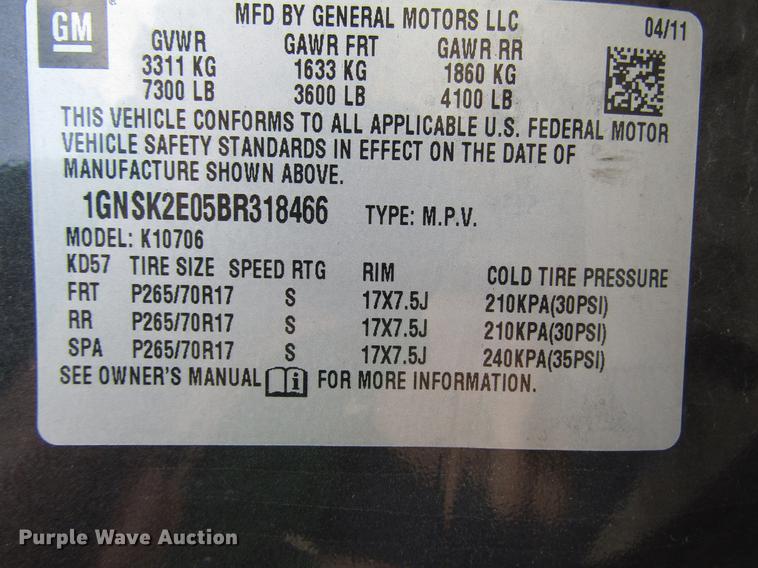 GM
®
MFD BY GENERAL MOTORS LLC
04/11
GVWR GAWR FRT GAWR RR
3311 KG 1633 KG 1860 KG
7300 LB 3600 LB 4100 LB
THIS VEHICLE CONFORMS TO ALL APPLICABLE U.S. FEDERAL MOTOR
VEHICLE SAFETY STANDARDS IN EFFECT ON THE DATE OF
MANUFACTURE SHOWN ABOVE.
1GNSK2E05BR318466 TYPE: M.P.V.
MODEL: K10706
KD57 TIRE SIZE SPEED RTG RIM COLD TIRE PRESSURE
FRT P265/70R17 S 17X7.5J 210KPA(30PSI)
RR P265/70R17 S 17X7.5J 210KPA(30PSI)
SPA P265/70R17 S 17X7.5J 240KPA(35PSI)
SEE OWNER'S MANUAL i FOR MORE INFORMATION.
Purple Wave Auction